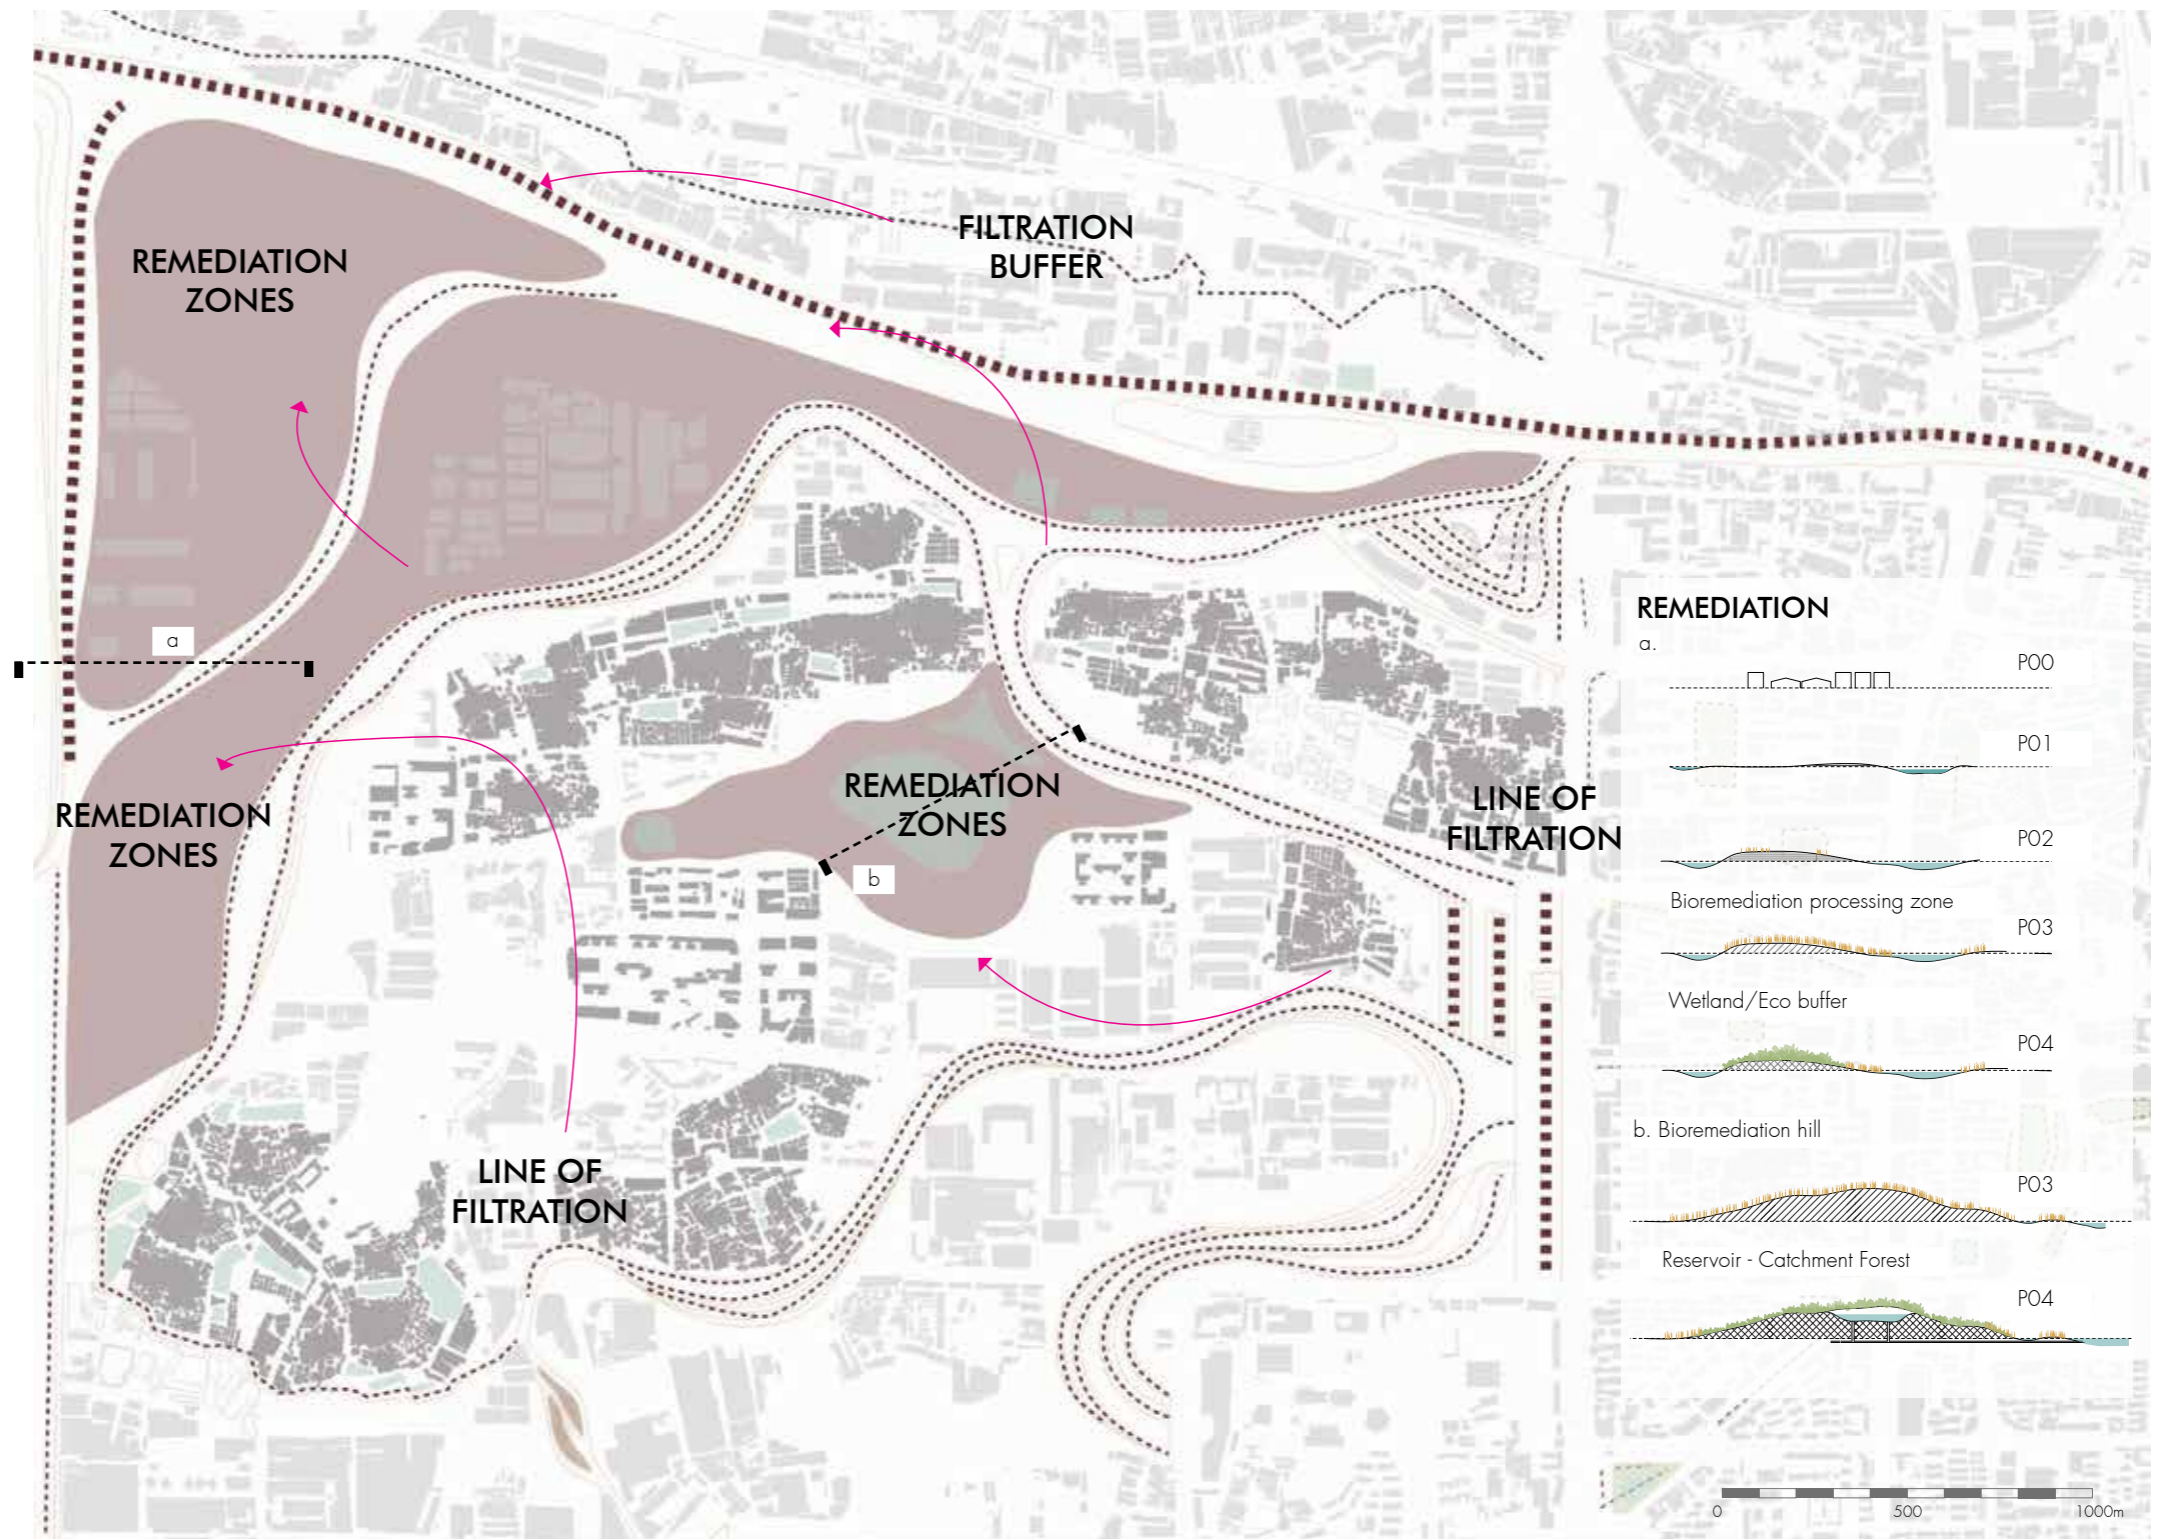 FILTRATION
BUFFER
REMEDIATION
ZONES
a
REMEDIATION
ZONES
REMEDIATION
ZONES
b
LINE OF
FILTRATION
LINE OF
FILTRATION
REMEDIATION
a.
P00
P01
P02
Bioremediation processing zone
P03
Wetland/Eco buffer
P04
b. Bioremediation hill
P03
Reservoir - Catchment Forest
P04
0
500
1000m